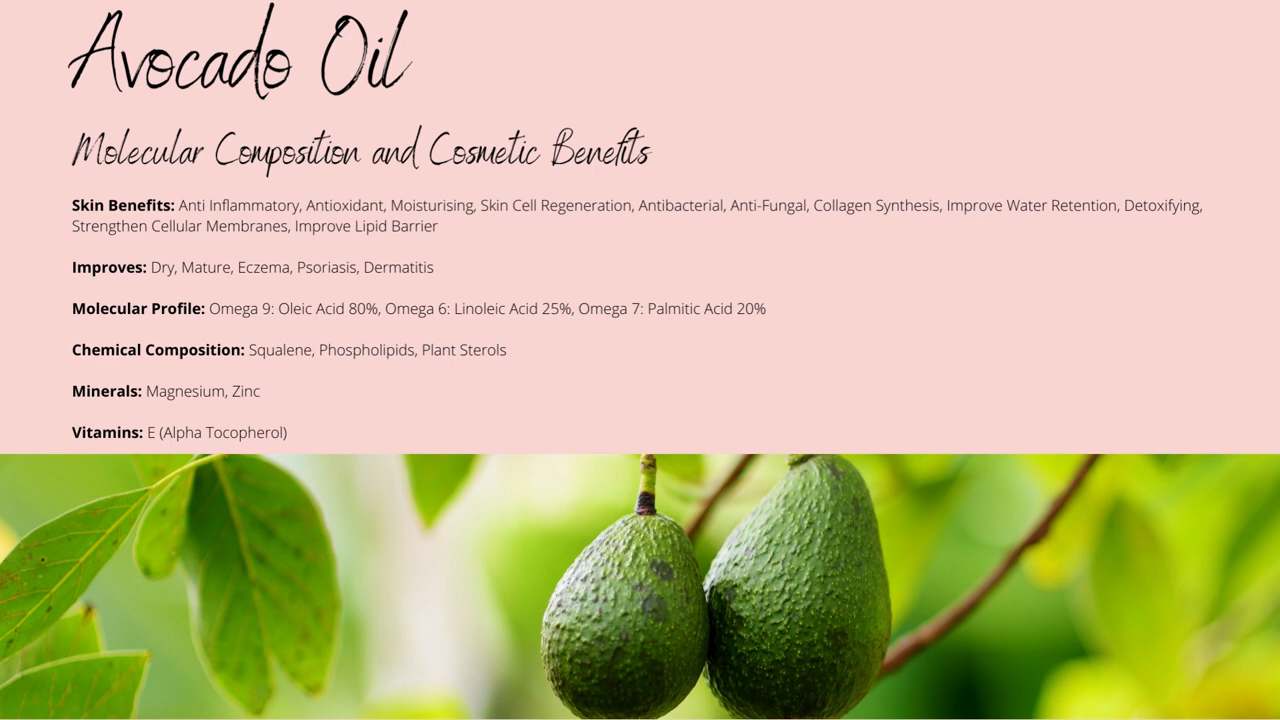 Avocado Oil
Molecular Composition and Cosmetic Benefits
Skin Benefits: Anti Inflammatory, Antioxidant, Moisturising, Skin Cell Regeneration, Antibacterial, Anti-Fungal, Collagen Synthesis, Improve Water Retention, Detoxifying,
Strengthen Cellular Membranes, Improve Lipid Barrier
Improves: Dry, Mature, Eczema, Psoriasis, Dermatitis
Molecular Profile: Omega 9: Oleic Acid 80%, Omega 6: Linoleic Acid 25%, Omega 7: Palmitic Acid 20%
Chemical Composition: Squalene, Phospholipids, Plant Sterols
Minerals: Magnesium, Zinc
Vitamins: E (Alpha Tocopherol)